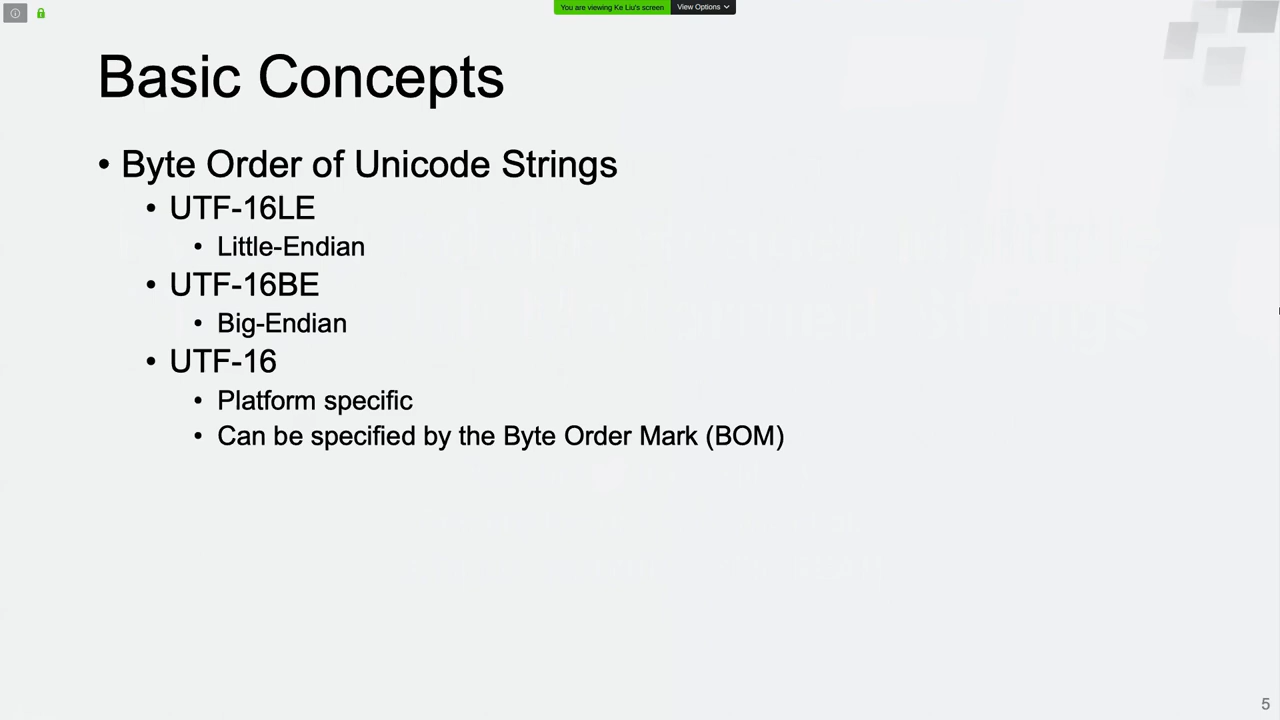 You are viewing Ke Liu's screen View Options
Basic Concepts
• Byte Order of Unicode Strings
• UTF-16LE
• Little-Endian
• UTF-16BE
• Big-Endian
• UTF-16
• Platform specific
• Can be specified by the Byte Order Mark (BOM)
5